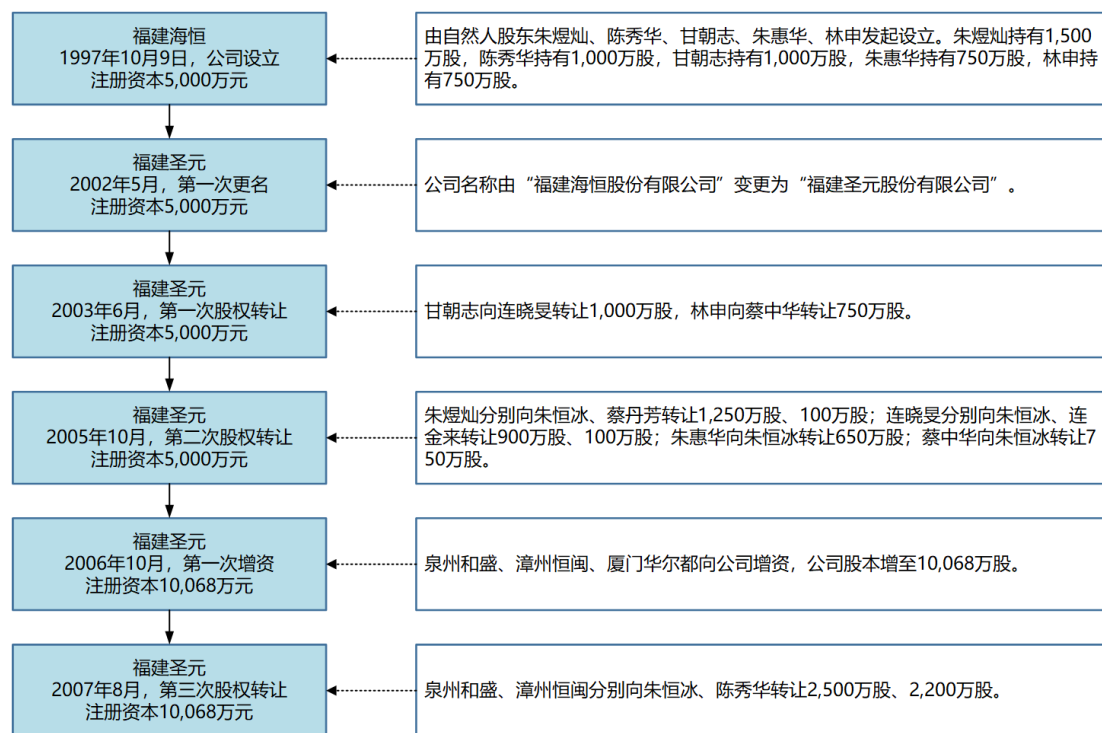 福建海恒
1997年10月9日，公司设立
注册资本5,000万元
由自然人股东朱煜灿、陈秀华、甘朝志、朱惠华、林申发起设立。朱煜灿持有1,500
万股，陈秀华持有1,000万股，甘朝志持有1,000万股，朱惠华持有750万股，林申持
有750万股。
福建圣元
2002年5月，第一次更名
注册资本5,000万元
公司名称由“福建海恒股份有限公司”变更为“福建圣元股份有限公司”。
福建圣元
2003年6月，第一次股权转让
注册资本5,000万元
甘朝志向连晓旻转让1,000万股，林申向蔡中华转让750万股。
福建圣元
2005年10月，第二次股权转让
注册资本5,000万元
朱煜灿分别向朱恒冰、蔡丹芳转让1,250万股、100万股；连晓旻分别向朱恒冰、连
金来转让900万股、100万股；朱惠华向朱恒冰转让650万股；蔡中华向朱恒冰转让7
50万股。
福建圣元
2006年10月，第一次增资
注册资本10,068万元
泉州和盛、漳州恒闽、厦门华尔都向公司增资，公司股本增至10,068万股。
福建圣元
2007年8月，第三次股权转让
注册资本10,068万元
泉州和盛、漳州恒闽分别向朱恒冰、陈秀华转让2,500万股、2,200万股。